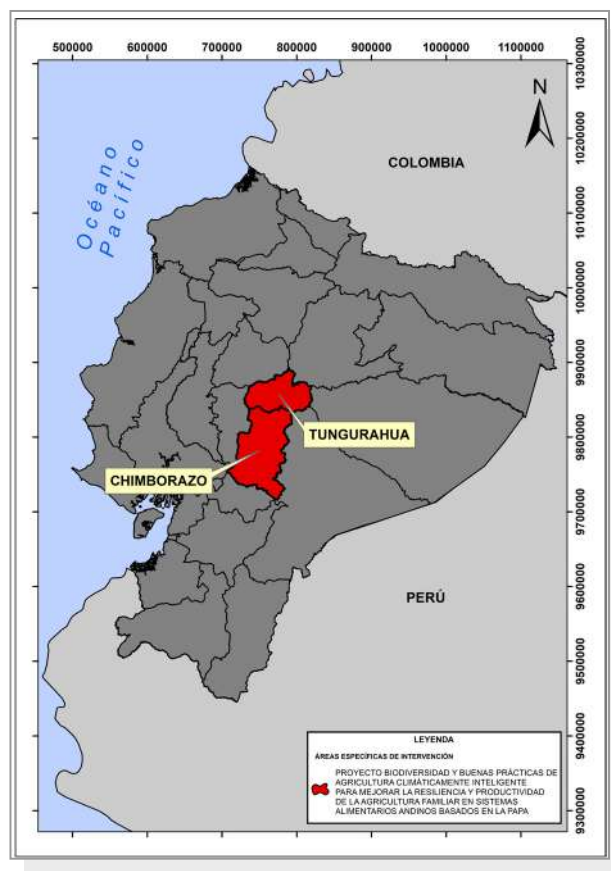 500000 600000 700000 800000 900000 1000000 1100000
10300000
N
COLOMBIA
10200000
Océano
Pacífico
10100000
10000000
9900000
TUNGURAHUA
9800000
CHIMBORAZO
9700000
PERÚ
9600000
9500000
9400000
9300000
LEYENDA
ÁREAS ESPECÍFICAS DE INTERVENCIÓN
PROYECTO BIODIVERSIDAD Y BUENAS PRÁCTICAS DE
AGRICULTURA CLIMÁTICAMENTE INTELIGENTE
PARA MEJORAR LA RESILIENCIA Y PRODUCTIVIDAD
DE LA AGRICULTURA FAMILIAR EN SISTEMAS
ALIMENTARIOS ANDINOS BASADOS EN LA PAPA